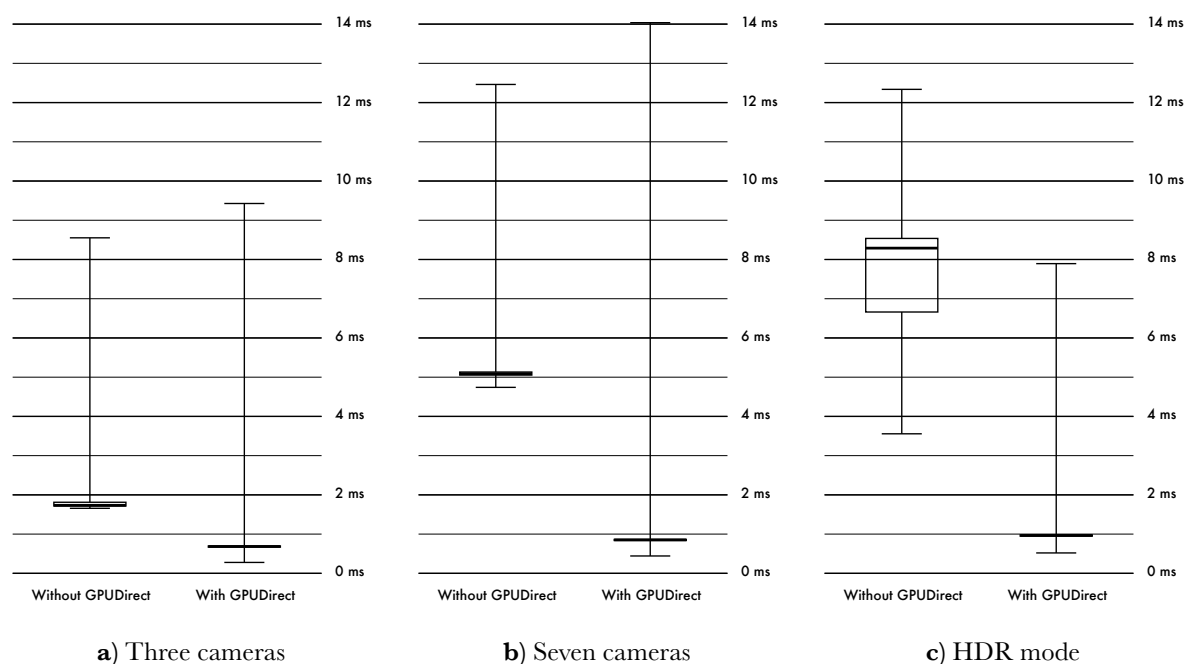 14 ms
12 ms
10 ms
8 ms
6 ms
4 ms
2 ms
0 ms
Without GPUDirect With GPUDirect
a) Three cameras
14 ms
12 ms
10 ms
8 ms
6 ms
4 ms
2 ms
0 ms
Without GPUDirect With GPUDirect
b) Seven cameras
14 ms
12 ms
10 ms
8 ms
6 ms
4 ms
2 ms
0 ms
Without GPUDirect With GPUDirect
c) HDR mode